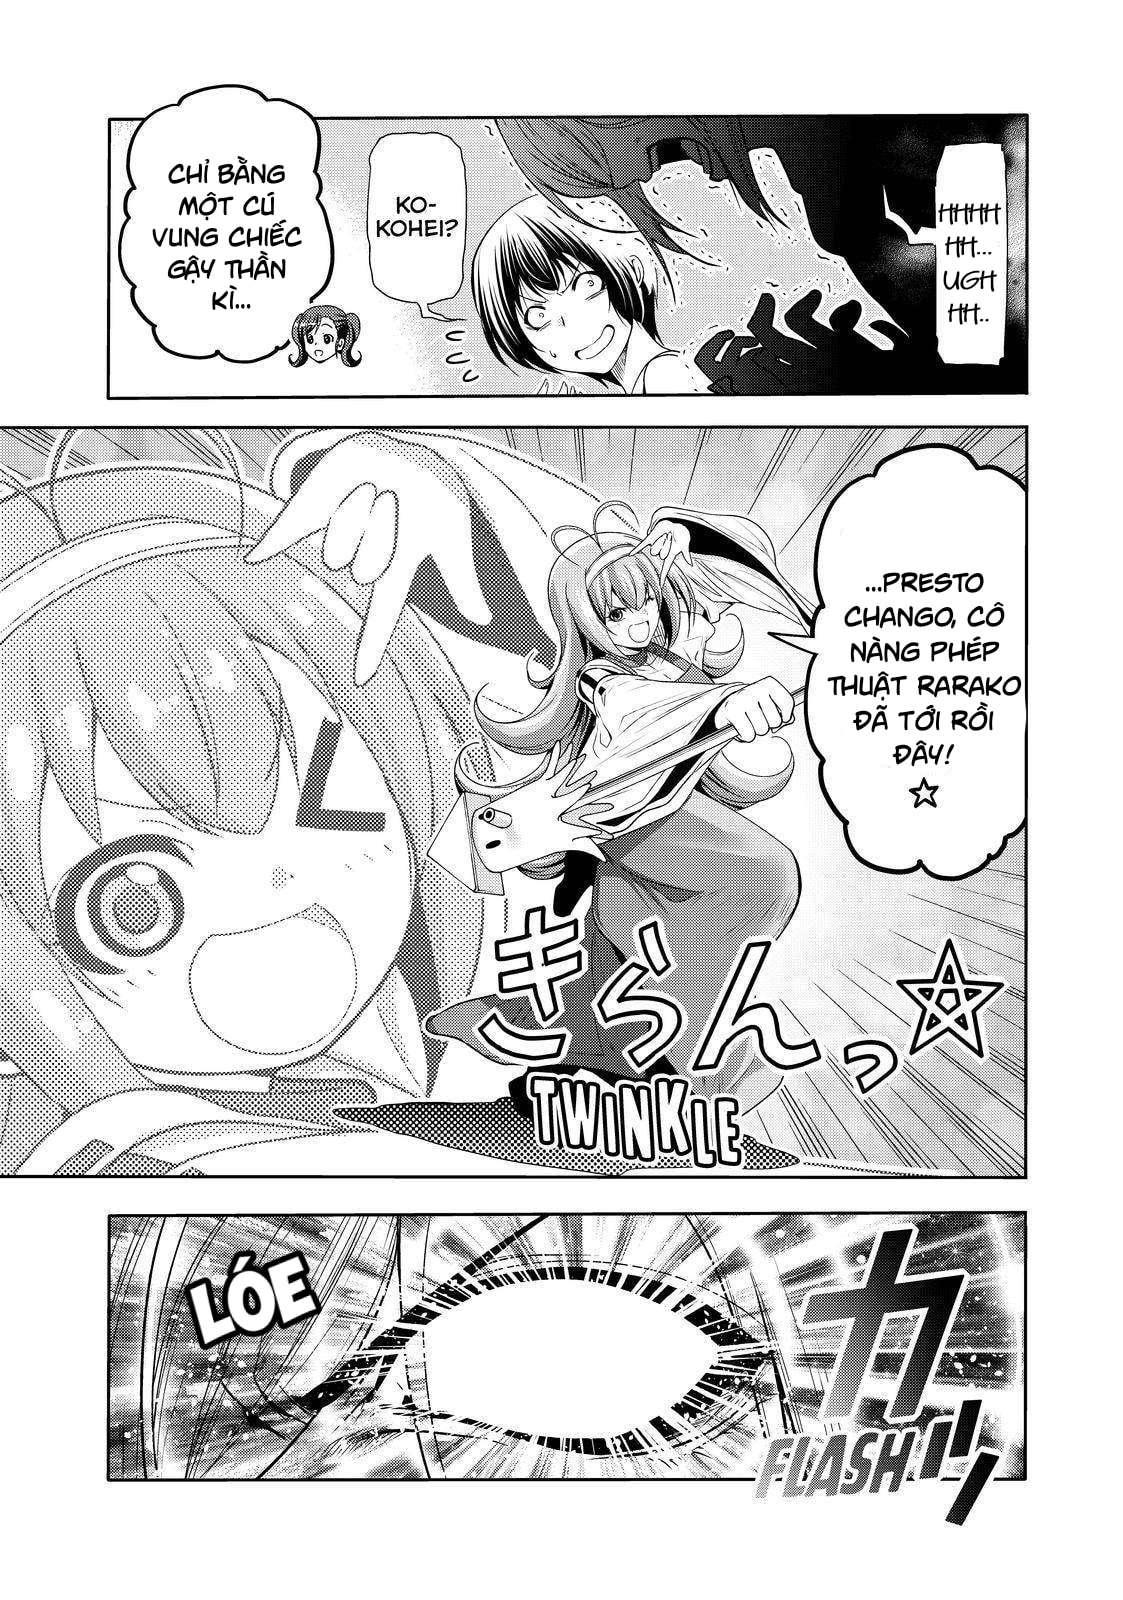 HHHH
HH...
UGH
HH..
KO-
KOHEI?
CHỈ BẰNG
MỘT CÚ
VUNG CHIẾC
GẬY THẦN
KÌ...
...PRESTO
CHANGO, CÔ
NÀNG PHÉP
THUẬT RARAKO
ĐÃ TỚI RỒI
ĐÂY!
☆
L
きらんっ☆
TWINKLE
カッ
FLASH
LÓE